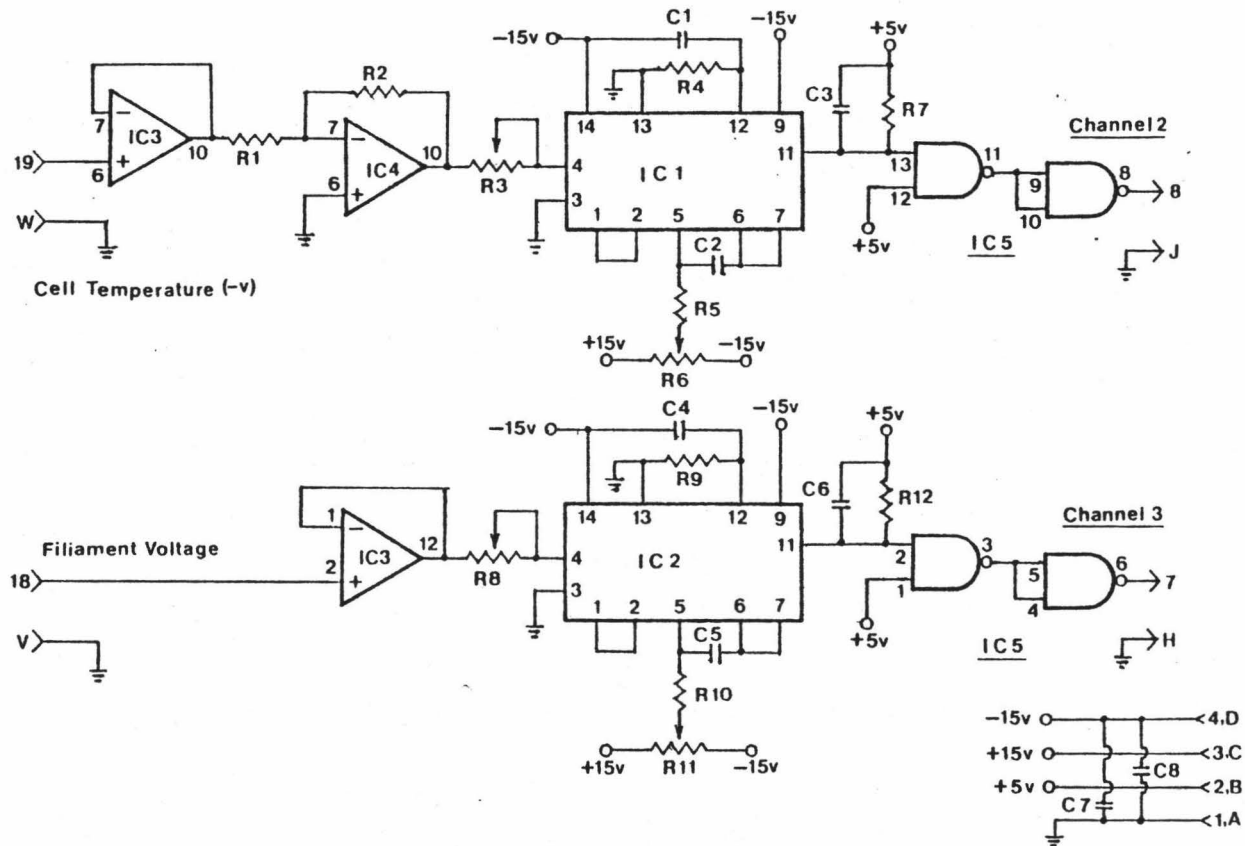 C1
-15v
-15v
+5v
R2
R4
C3
R7
Channel 2
7
-
IC3
10
R1
7
-
IC4
10
R3
14
13
12
9
11
4
IC1
3
13
11
12
9
8
10
8
19
+
6
6
+
W
1
2
5
6
7
+5v
IC5
J
C2
Cell Temperature (-v)
R5
+15v
-15v
R6
C4
-15v
-15v
+5v
R9
C6
R12
Channel 3
1
-
IC3
12
R8
14
13
12
9
11
4
IC2
3
2
3
1
5
6
4
7
Filiament Voltage
18
2
+
V
1
2
5
6
7
+5v
IC5
H
C5
R10
+15v
-15v
R11
-15v
4,D
+15v
3,C
C8
+5v
2,B
C7
1,A